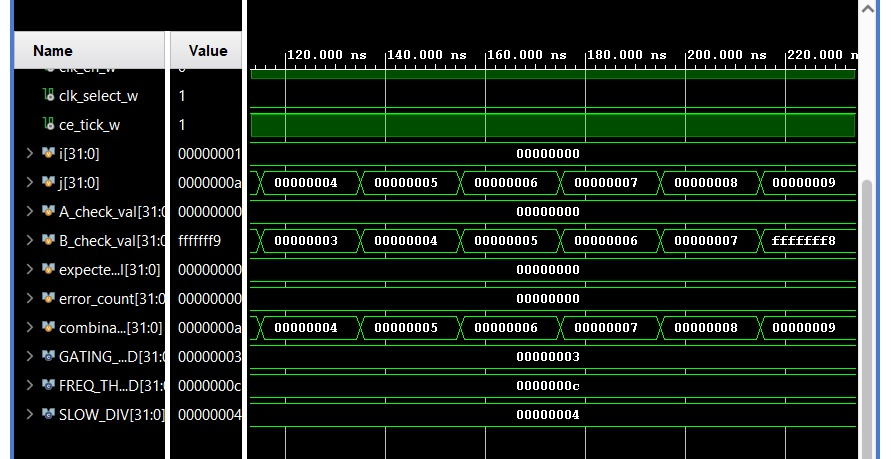 Name Value 120.000 ns 140.000 ns 160.000 ns 180.000 ns 200.000 ns 220.000 n
clk_en_w 0
clk_select_w 1
ce_tick_w 1
i[31:0] 00000001 00000000
j[31:0] 0000000a 00000004 00000005 00000006 00000007 00000008 00000009
A_check_val[31:0 00000000 00000000
B_check_val[31:0 fffffff9 00000003 00000004 00000005 00000006 00000007 fffffff8
expecte...l[31:0] 00000000 00000000
error_count[31:0 00000000 00000000
combina...[31:0] 0000000a 00000004 00000005 00000006 00000007 00000008 00000009
GATING_...D[31:0 00000003 00000003
FREQ_TH...D[31:0 0000000c 0000000c
SLOW_DIV[31:0] 00000004 00000004